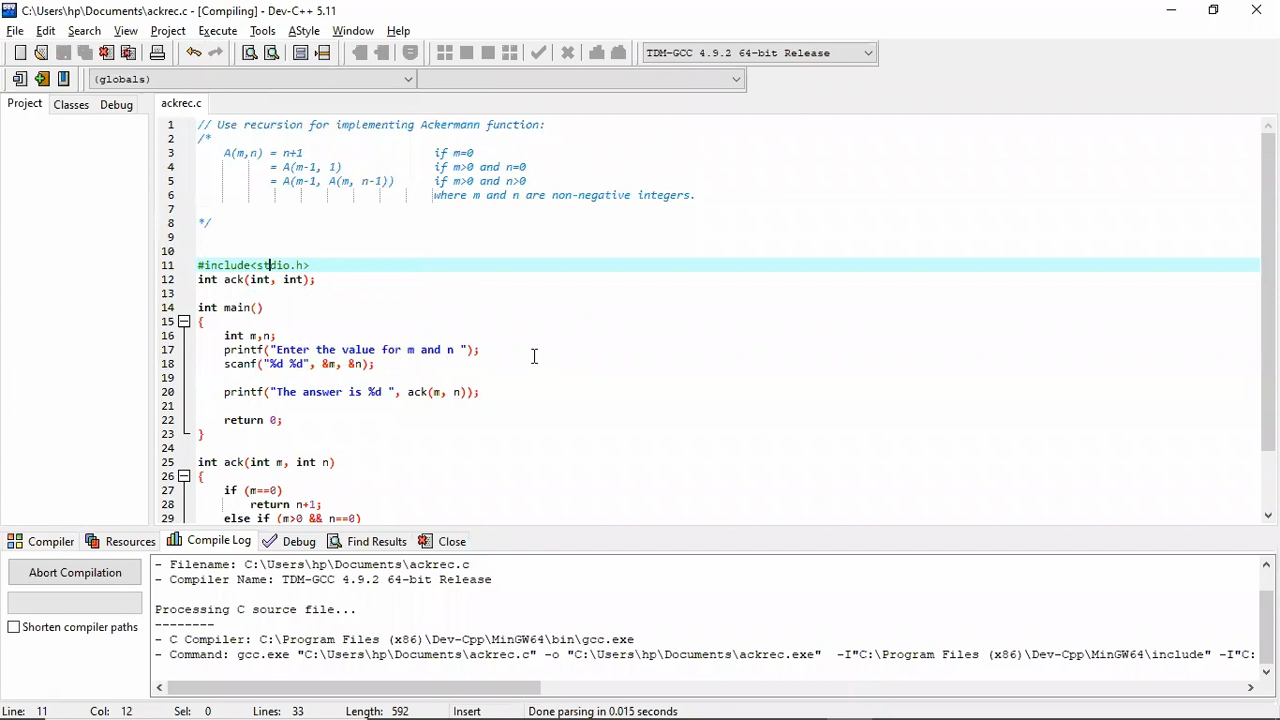 C:\Users\hp\Documents\ackrec.c - [Compiling] - Dev-C++ 5.11
File Edit Search View Project Execute Tools AStyle Window Help
TDM-GCC 4.9.2 64-bit Release
(globals)
Project Classes Debug ackrec.c
1 // Use recursion for implementing Ackermann function:
2 /*
3 A(m,n) = n+1 if m=0
4 = A(m-1, 1) if m>0 and n=0
5 = A(m-1, A(m, n-1)) if m>0 and n>0
6 where m and n are non-negative integers.
7
8 */
9
10
11 #include<stdio.h>
12 int ack(int, int);
13
14 int main()
15 {
16 int m,n;
17 printf("Enter the value for m and n ");
18 scanf("%d %d", &m, &n);
19
20 printf("The answer is %d ", ack(m, n));
21
22 return 0;
23 }
24
25 int ack(int m, int n)
26 {
27 if (m==0)
28 return n+1;
29 else if (m>0 && n==0)
Compiler Resources Compile Log Debug Find Results Close
Abort Compilation
Shorten compiler paths
- Filename: C:\Users\hp\Documents\ackrec.c
- Compiler Name: TDM-GCC 4.9.2 64-bit Release
Processing C source file...
--------
- C Compiler: C:\Program Files (x86)\Dev-Cpp\MinGW64\bin\gcc.exe
- Command: gcc.exe "C:\Users\hp\Documents\ackrec.c" -o "C:\Users\hp\Documents\ackrec.exe" -I"C:\Program Files (x86)\Dev-Cpp\MinGW64\include" -I"C:
Line: 11 Col: 12 Sel: 0 Lines: 33 Length: 592 Insert Done parsing in 0.015 seconds